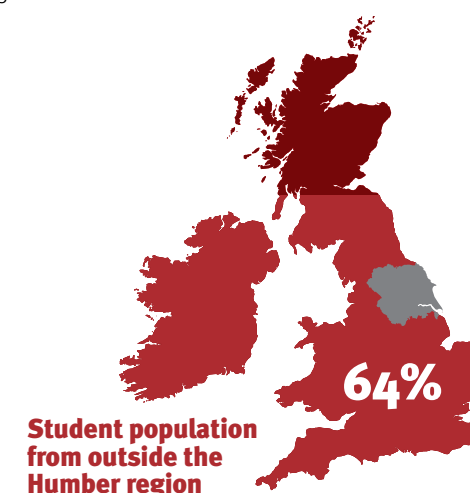 64%
Student population
from outside the
Humber region